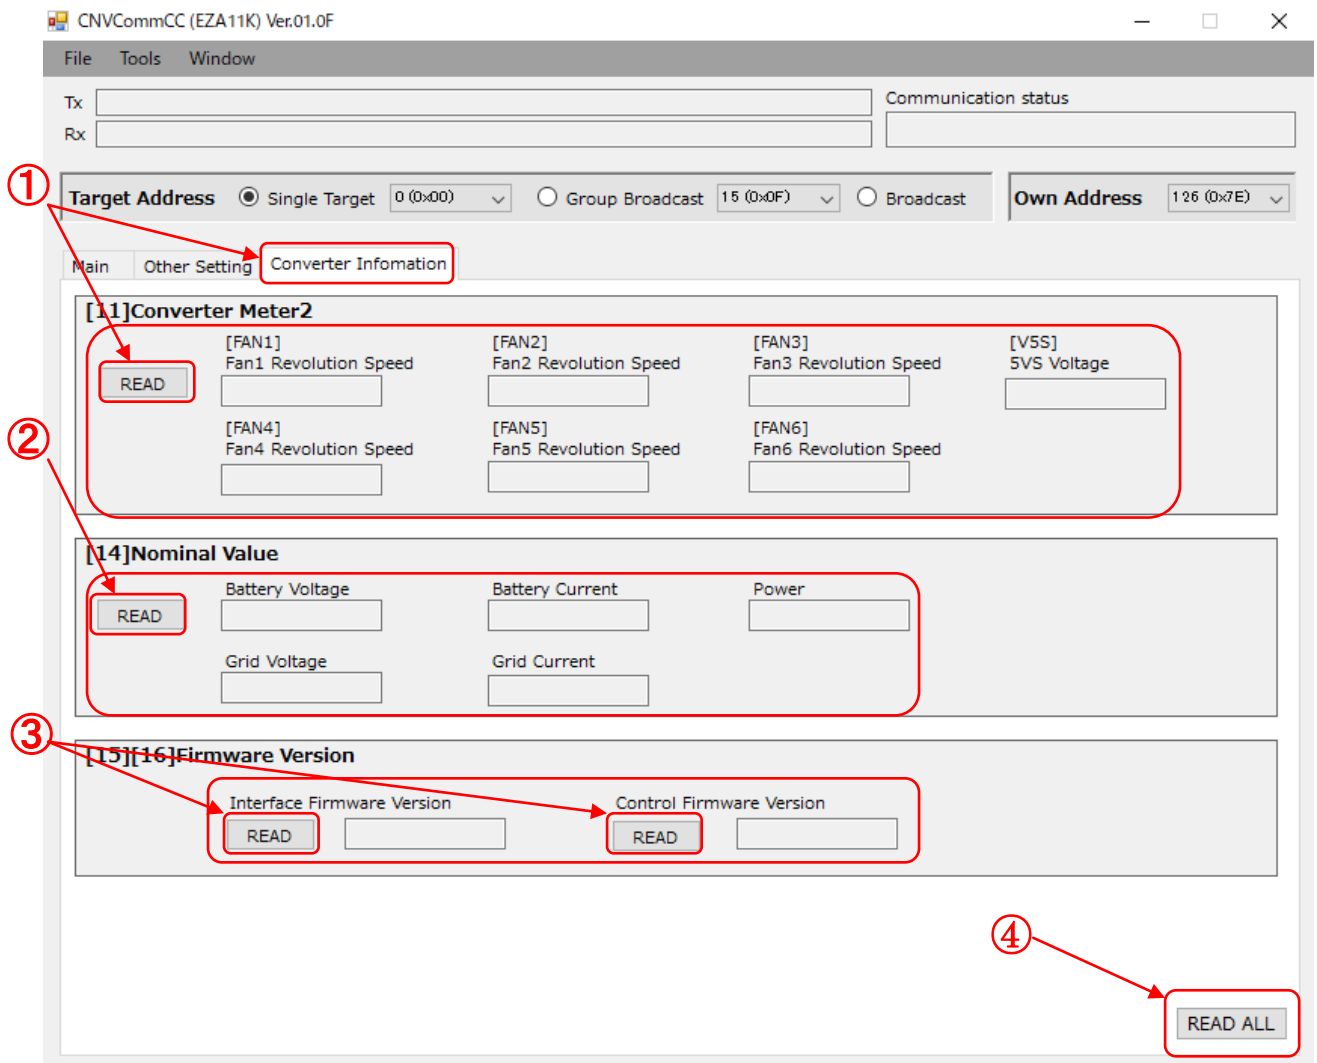 CNVCommCC (EZA11K) Ver.01.0F
File Tools Window
Tx
Communication status
Rx
①
Target Address Single Target 0 (0x00) Group Broadcast 15 (0x0F) Broadcast Own Address 126 (0x7E)
Main Other Setting Converter Infomation
[11]Converter Meter2
[FAN1] [FAN2] [FAN3] [V5S]
Fan1 Revolution Speed Fan2 Revolution Speed Fan3 Revolution Speed 5VS Voltage
READ
[FAN4] [FAN5] [FAN6]
②
Fan4 Revolution Speed Fan5 Revolution Speed Fan6 Revolution Speed
[14]Nominal Value
Battery Voltage Battery Current Power
READ
Grid Voltage Grid Current
③
[15][16]Firmware Version
Interface Firmware Version Control Firmware Version
READ READ
④
READ ALL